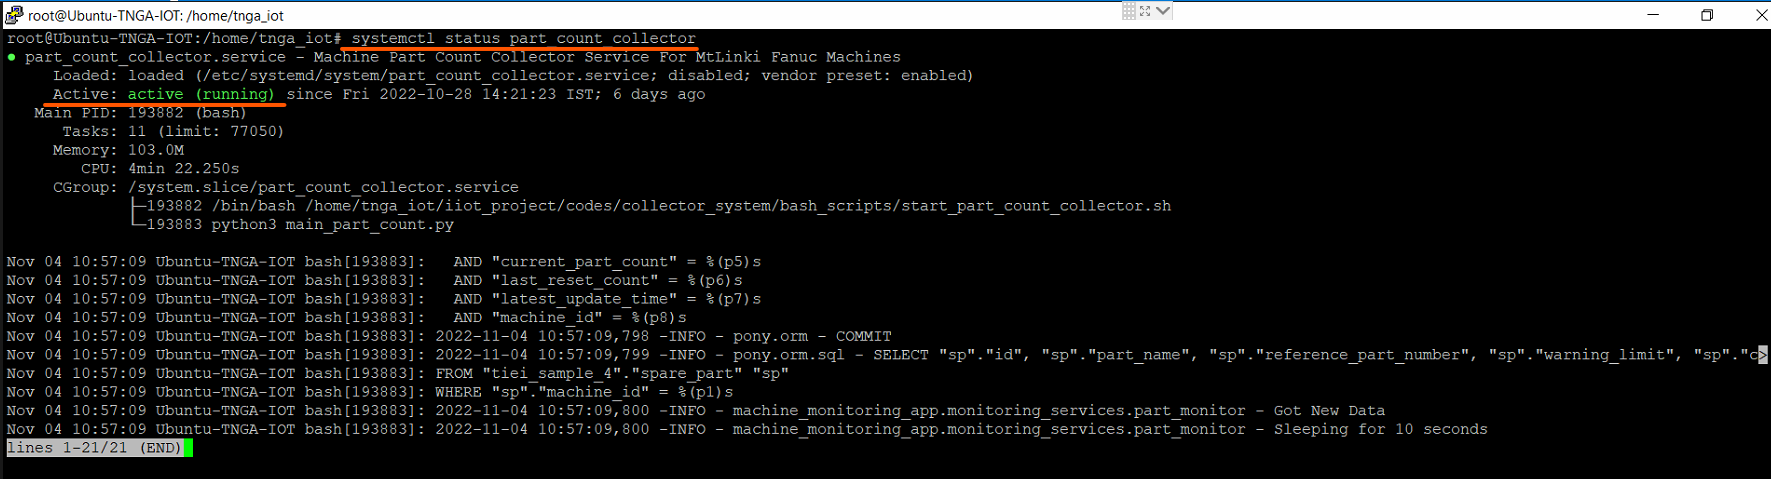 root@Ubuntu-TNGA-IOT: /home/tnga_iot
root@Ubuntu-TNGA-IOT:/home/tnga_iot# systemctl status part_count_collector
● part_count_collector.service - Machine Part Count Collector Service For MtLinki Fanuc Machines
Loaded: loaded (/etc/systemd/system/part_count_collector.service; disabled; vendor preset: enabled)
Active: active (running) since Fri 2022-10-28 14:21:23 IST; 6 days ago
Main PID: 193882 (bash)
Tasks: 11 (limit: 77050)
Memory: 103.0M
CPU: 4min 22.250s
CGroup: /system.slice/part_count_collector.service
├─193882 /bin/bash /home/tnga_iot/iiot_project/codes/collector_system/bash_scripts/start_part_count_collector.sh
└─193883 python3 main_part_count.py
Nov 04 10:57:09 Ubuntu-TNGA-IOT bash[193883]:   AND "current_part_count" = %(p5)s
Nov 04 10:57:09 Ubuntu-TNGA-IOT bash[193883]:   AND "last_reset_count" = %(p6)s
Nov 04 10:57:09 Ubuntu-TNGA-IOT bash[193883]:   AND "latest_update_time" = %(p7)s
Nov 04 10:57:09 Ubuntu-TNGA-IOT bash[193883]:   AND "machine_id" = %(p8)s
Nov 04 10:57:09 Ubuntu-TNGA-IOT bash[193883]: 2022-11-04 10:57:09,798 -INFO - pony.orm - COMMIT
Nov 04 10:57:09 Ubuntu-TNGA-IOT bash[193883]: 2022-11-04 10:57:09,799 -INFO - pony.orm.sql - SELECT "sp"."id", "sp"."part_name", "sp"."reference_part_number", "sp"."warning_limit", "sp"."c>
Nov 04 10:57:09 Ubuntu-TNGA-IOT bash[193883]: FROM "tiei_sample_4"."spare_part" "sp"
Nov 04 10:57:09 Ubuntu-TNGA-IOT bash[193883]: WHERE "sp"."machine_id" = %(p1)s
Nov 04 10:57:09 Ubuntu-TNGA-IOT bash[193883]: 2022-11-04 10:57:09,800 -INFO - machine_monitoring_app.monitoring_services.part_monitor - Got New Data
Nov 04 10:57:09 Ubuntu-TNGA-IOT bash[193883]: 2022-11-04 10:57:09,800 -INFO - machine_monitoring_app.monitoring_services.part_monitor - Sleeping for 10 seconds
lines 1-21/21 (END)